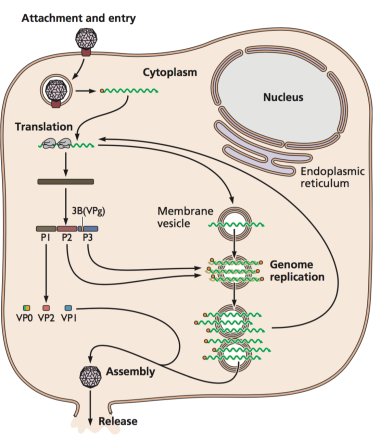 Attachment and entry
Cytoplasm
Nucleus
Translation
Endoplasmic
reticulum
3B(VPg)
Membrane
vesicle
P1 P2 P3
Genome
replication
VP0 VP2 VP1
Assembly
Release